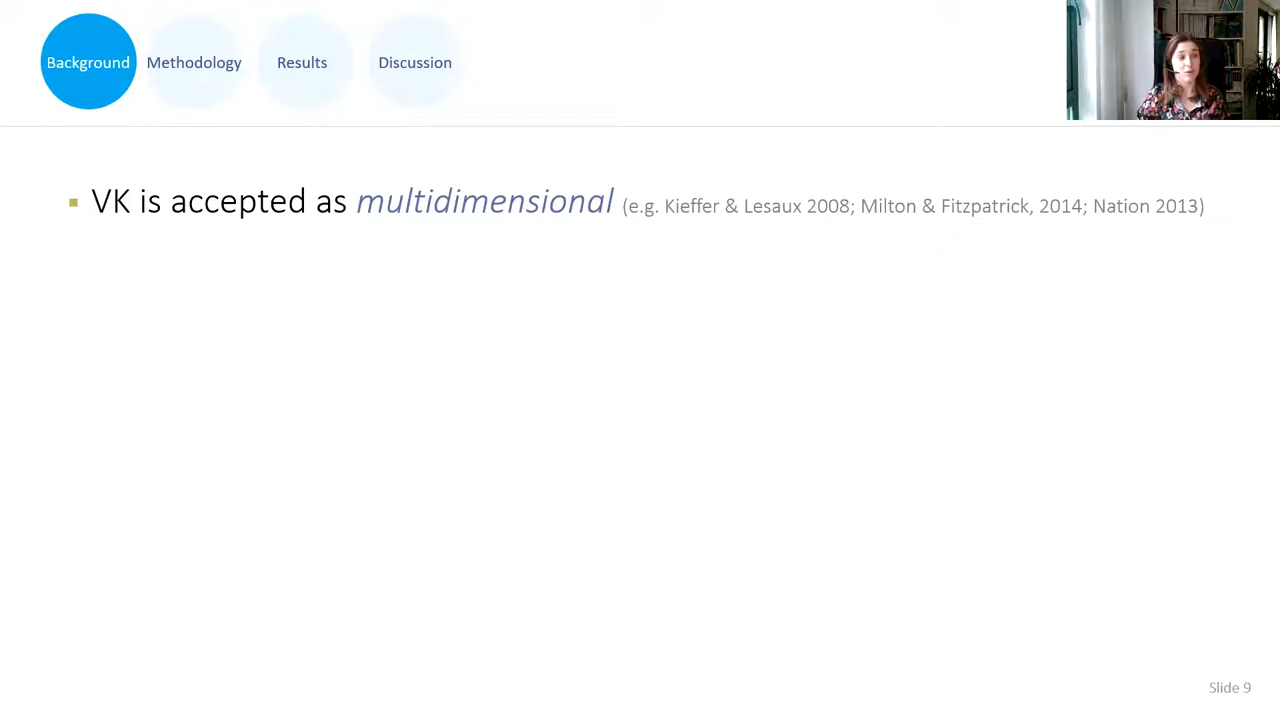 Background Methodology Results Discussion
▪ VK is accepted as multidimensional (e.g. Kieffer & Lesaux 2008; Milton & Fitzpatrick, 2014; Nation 2013)
Slide 9